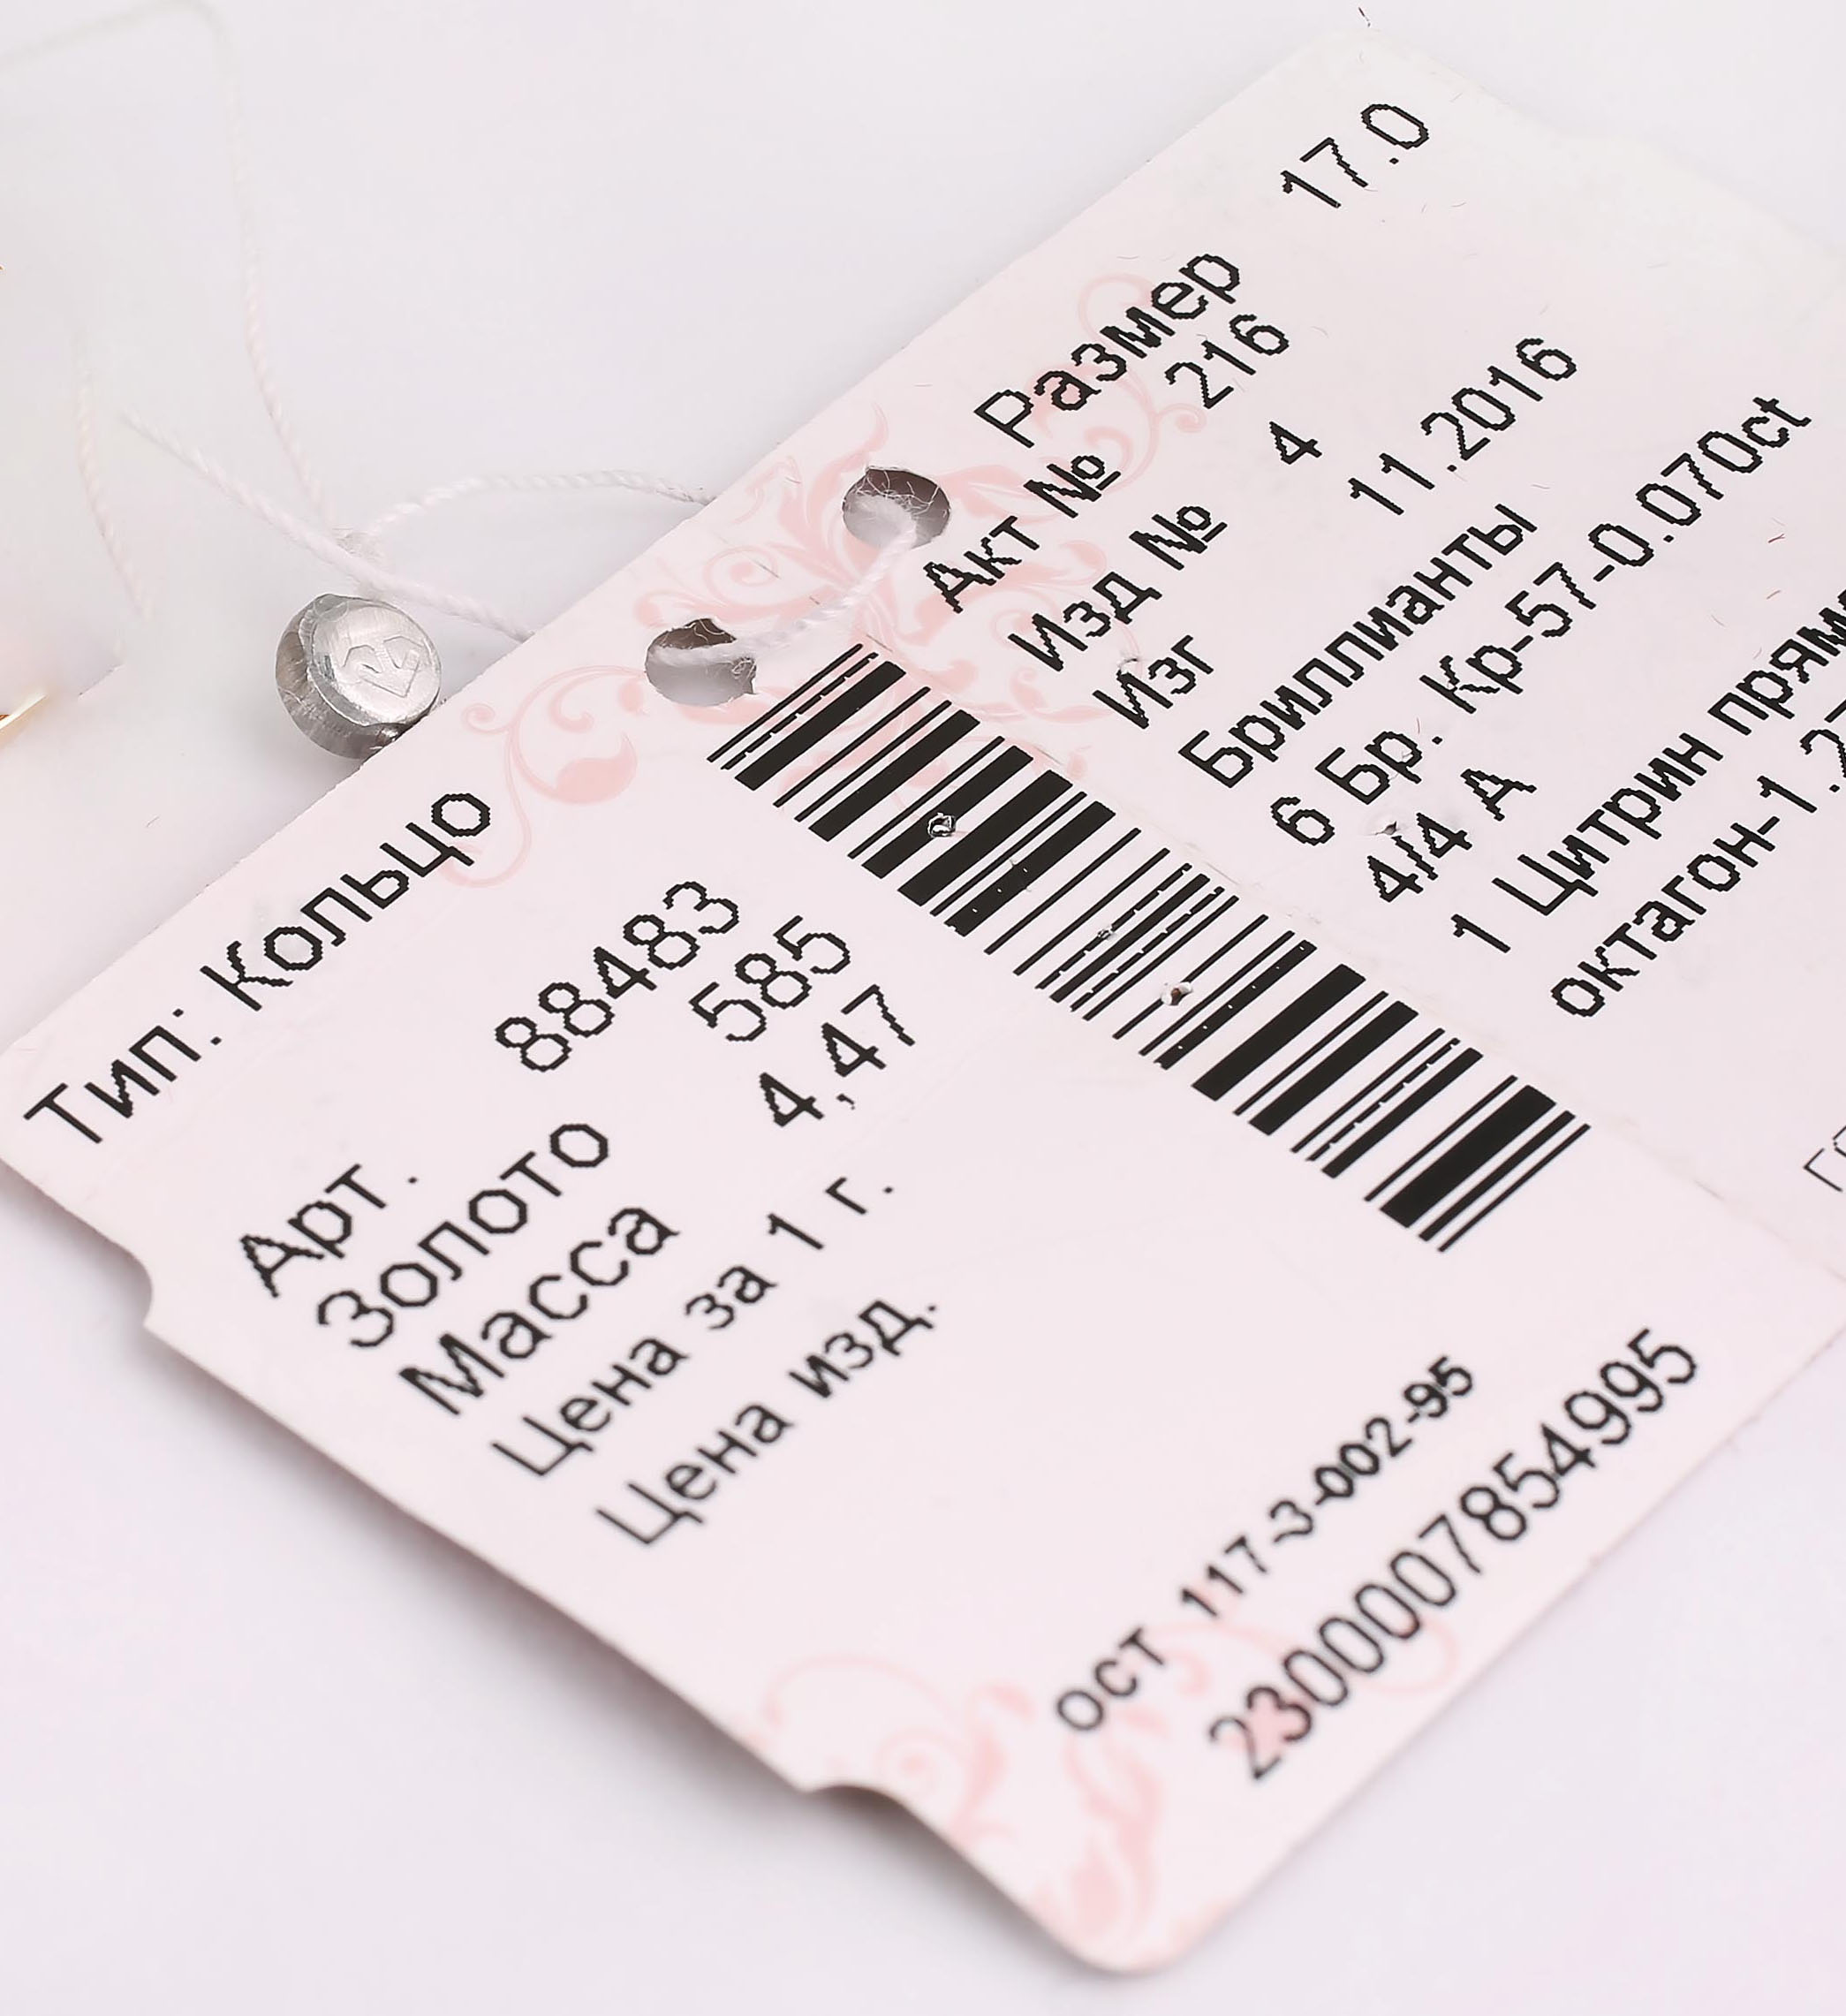 Тип: Кольцо
Арт. 88483
Золото 585
Масса 4,47
Цена за 1 г.
Цена изд.
ОСТ 117-3-002-95
2300007854995
Размер 17.0
Акт № 216
Изд № 4
Изг 11.2016
Бриллианты
6 Бр. Кр-57-0.070ct
4/4 А
1 Цитрин
октагон-1.2